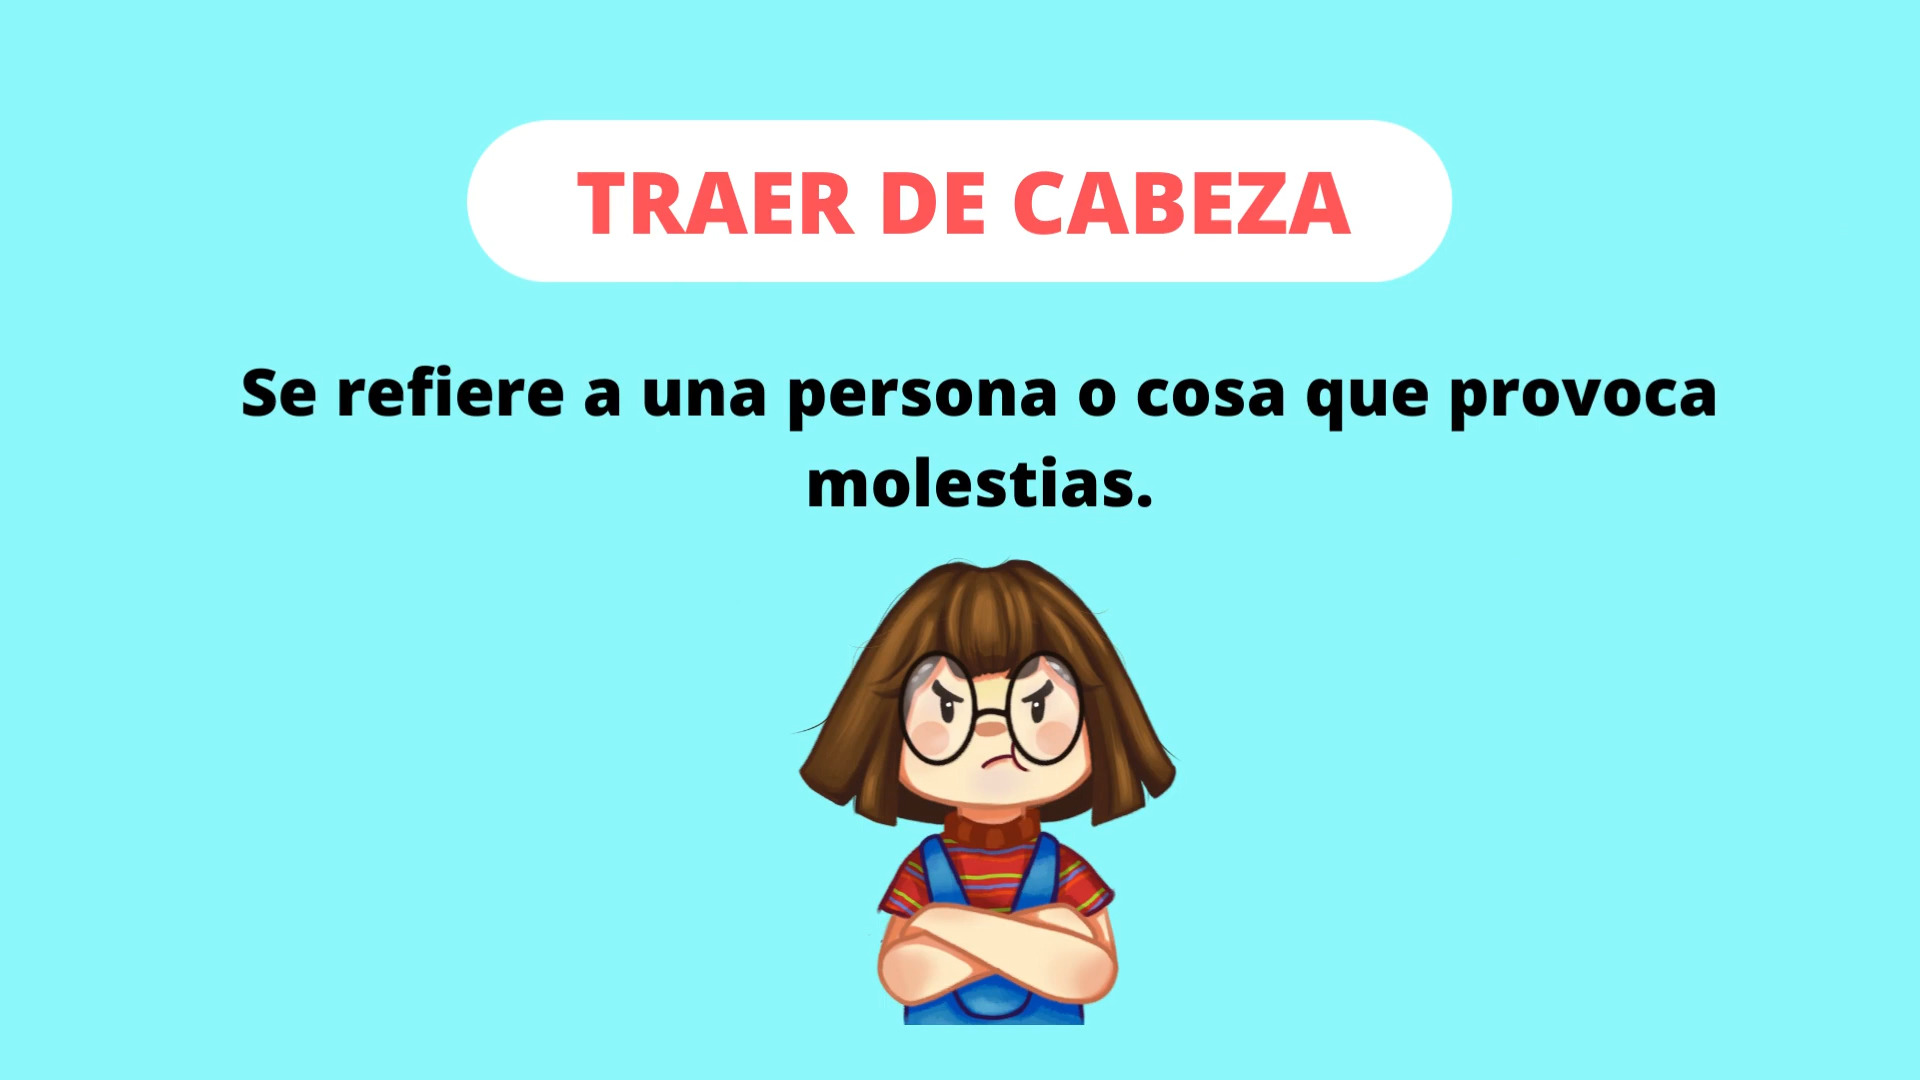 TRAER DE CABEZA
Se refiere a una persona o cosa que provoca
molestias.